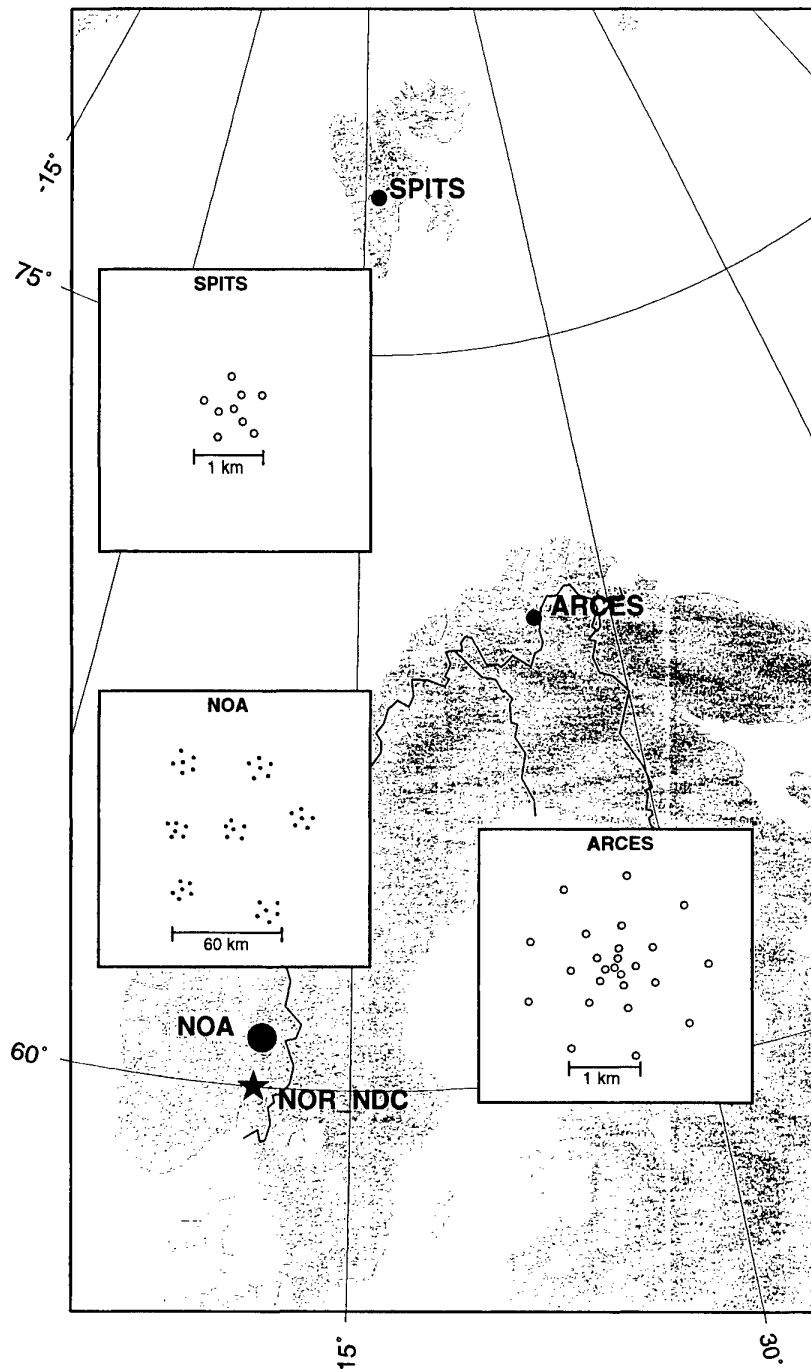 SPITS
-15°
75°
SPITS
1 km
ARCES
NOA
60 km
ARCES
1 km
NOA
60°
NOR_NDC
15°
30°